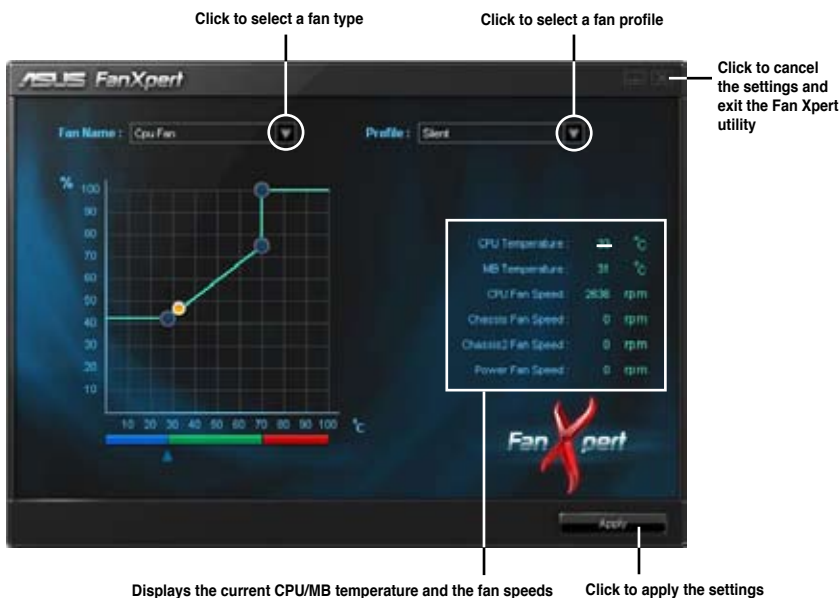 Click to select a fan type
Click to select a fan profile
Click to cancel
the settings and
exit the Fan Xpert
utility
ASUS FanXpert
Fan Name : Cpu Fan
Profile : Silent
%
100
90
80
70
60
50
40
30
20
10
10 20 30 40 50 60 70 80 90 100 °C
CPU Temperature : °C
MB Temperature : 31 °C
CPU Fan Speed: 2636 rpm
Chassis Fan Speed : 0 rpm
Chassis2 Fan Speed : 0 rpm
Power Fan Speed : 0 rpm
Fan Xpert
Apply
Displays the current CPU/MB temperature and the fan speeds
Click to apply the settings